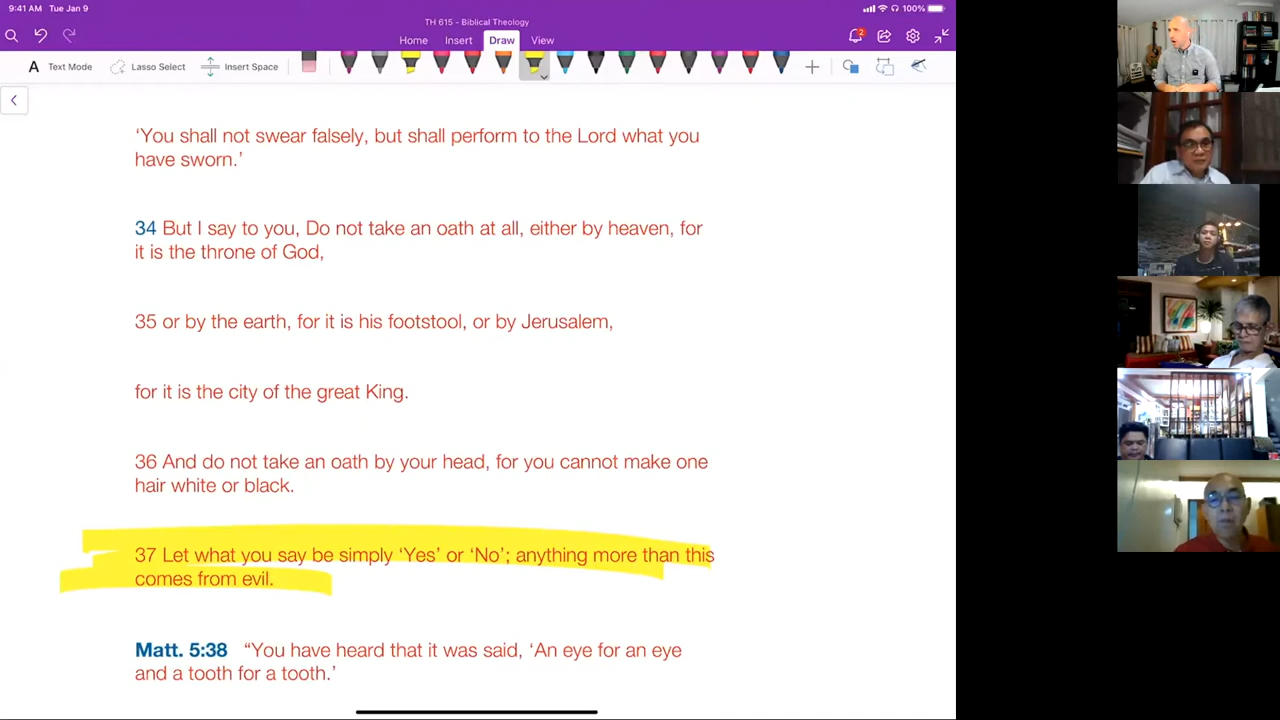 9:41 AM Tue Jan 9
100%
TH 615 - Biblical Theology
Home Insert Draw View
2
A Text Mode Lasso Select Insert Space
‘You shall not swear falsely, but shall perform to the Lord what you
have sworn.’
34 But I say to you, Do not take an oath at all, either by heaven, for
it is the throne of God,
35 or by the earth, for it is his footstool, or by Jerusalem,
for it is the city of the great King.
36 And do not take an oath by your head, for you cannot make one
hair white or black.
37 Let what you say be simply ‘Yes’ or ‘No’; anything more than this
comes from evil.
Matt. 5:38 “You have heard that it was said, ‘An eye for an eye
and a tooth for a tooth.’